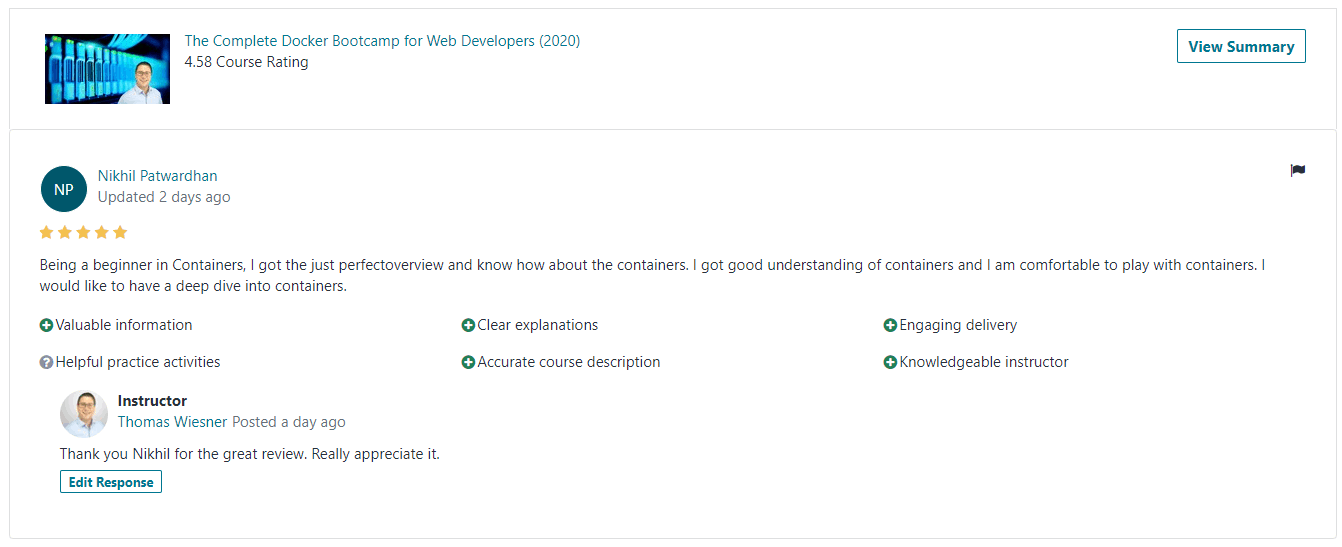 The Complete Docker Bootcamp for Web Developers (2020)
4.58 Course Rating
View Summary
NP
Nikhil Patwardhan
Updated 2 days ago
Being a beginner in Containers, I got the just perfectoverview and know how about the containers. I got good understanding of containers and I am comfortable to play with containers. I
would like to have a deep dive into containers.
Valuable information
Clear explanations
Engaging delivery
Helpful practice activities
Accurate course description
Knowledgeable instructor
Instructor
Thomas Wiesner Posted a day ago
Thank you Nikhil for the great review. Really appreciate it.
Edit Response